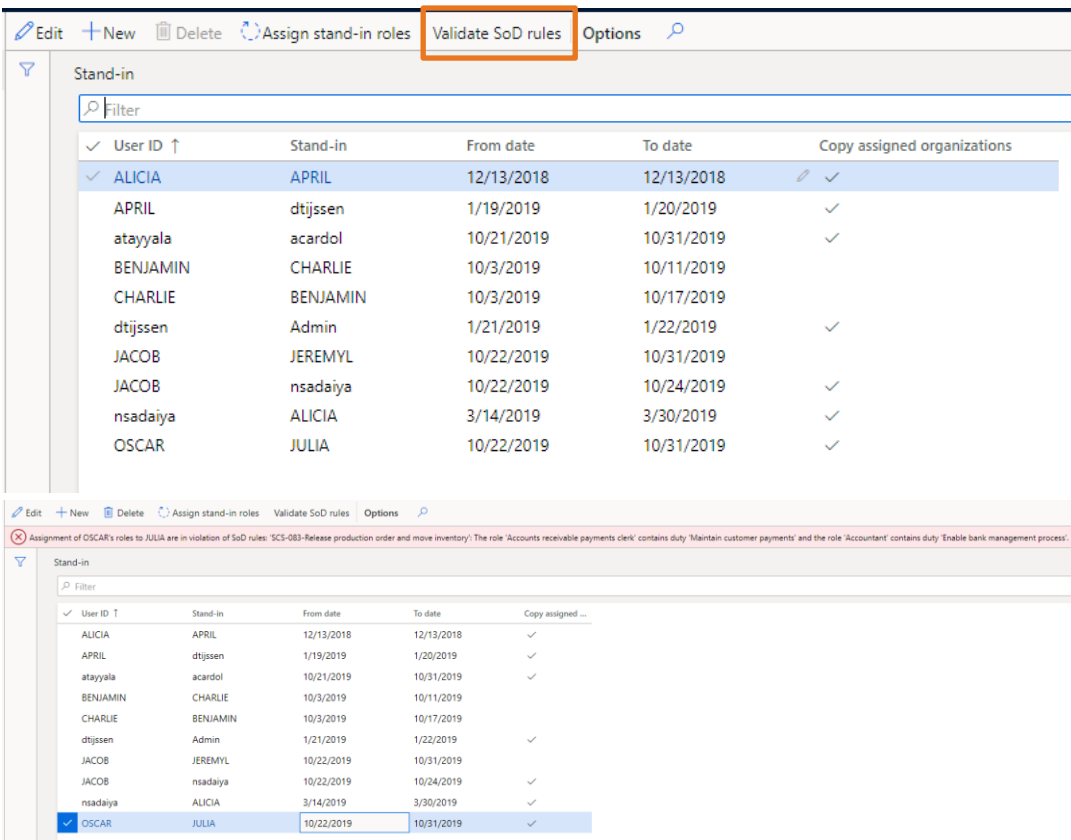 Edit New Delete Assign stand-in roles Validate SoD rules Options
Stand-in
Filter
User ID ↑ Stand-in From date To date Copy assigned organizations
ALICIA APRIL 12/13/2018 12/13/2018
APRIL dtijssen 1/19/2019 1/20/2019
atayyala acardol 10/21/2019 10/31/2019
BENJAMIN CHARLIE 10/3/2019 10/11/2019
CHARLIE BENJAMIN 10/3/2019 10/17/2019
dtijssen Admin 1/21/2019 1/22/2019
JACOB JEREMYL 10/22/2019 10/31/2019
JACOB nsadaiya 10/22/2019 10/24/2019
nsadaiya ALICIA 3/14/2019 3/30/2019
OSCAR JULIA 10/22/2019 10/31/2019
Edit New Delete Assign stand-in roles Validate SoD rules Options
Assignment of OSCAR's roles to JULIA are in violation of SoD rules: 'SCS-083-Release production order and move inventory': The role 'Accounts receivable payments clerk' contains duty 'Maintain customer payments' and the role 'Accountant' contains duty 'Enable bank management process'.
Stand-in
Filter
User ID ↑ Stand-in From date To date Copy assigned ...
ALICIA APRIL 12/13/2018 12/13/2018
APRIL dtijssen 1/19/2019 1/20/2019
atayyala acardol 10/21/2019 10/31/2019
BENJAMIN CHARLIE 10/3/2019 10/11/2019
CHARLIE BENJAMIN 10/3/2019 10/17/2019
dtijssen Admin 1/21/2019 1/22/2019
JACOB JEREMYL 10/22/2019 10/31/2019
JACOB nsadaiya 10/22/2019 10/24/2019
nsadaiya ALICIA 3/14/2019 3/30/2019
OSCAR JULIA 10/22/2019 10/31/2019